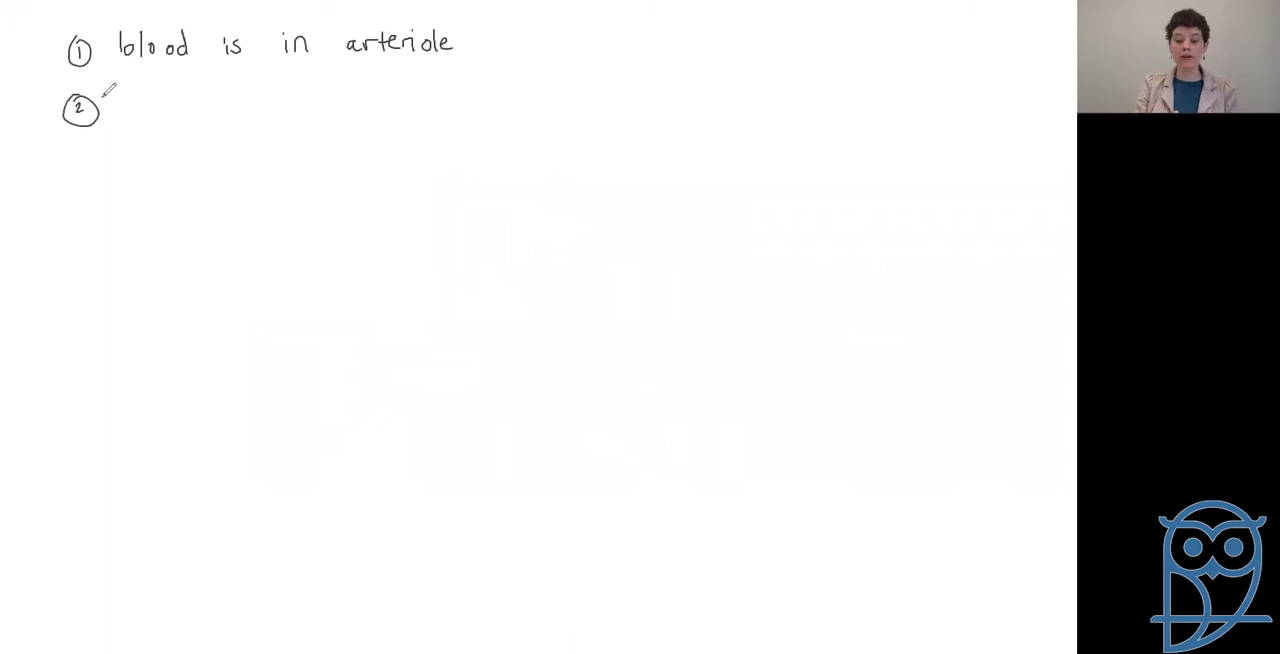 ① blood is in arteriole
②